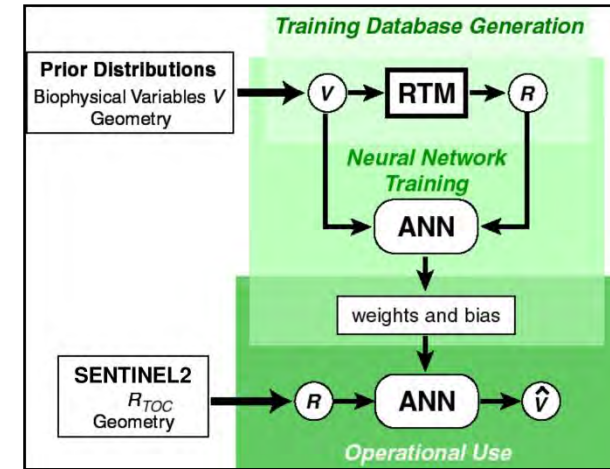 Training Database Generation
Prior Distributions
Biophysical Variables V
Geometry
V
RTM
R
Neural Network
Training
ANN
weights and bias
SENTINEL2
R_TOC
Geometry
R
ANN
V̂
Operational Use